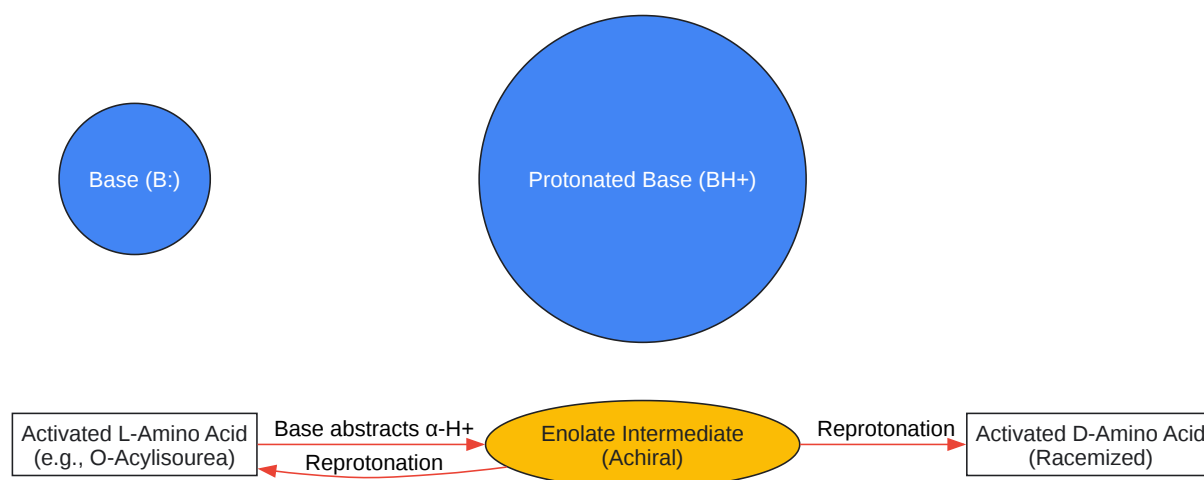 Base (B:)
Protonated Base (BH+)
Activated L-Amino Acid
(e.g., O-Acylisourea)
Base abstracts α-H+
Reprotonation
Enolate Intermediate
(Achiral)
Reprotonation
Activated D-Amino Acid
(Racemized)